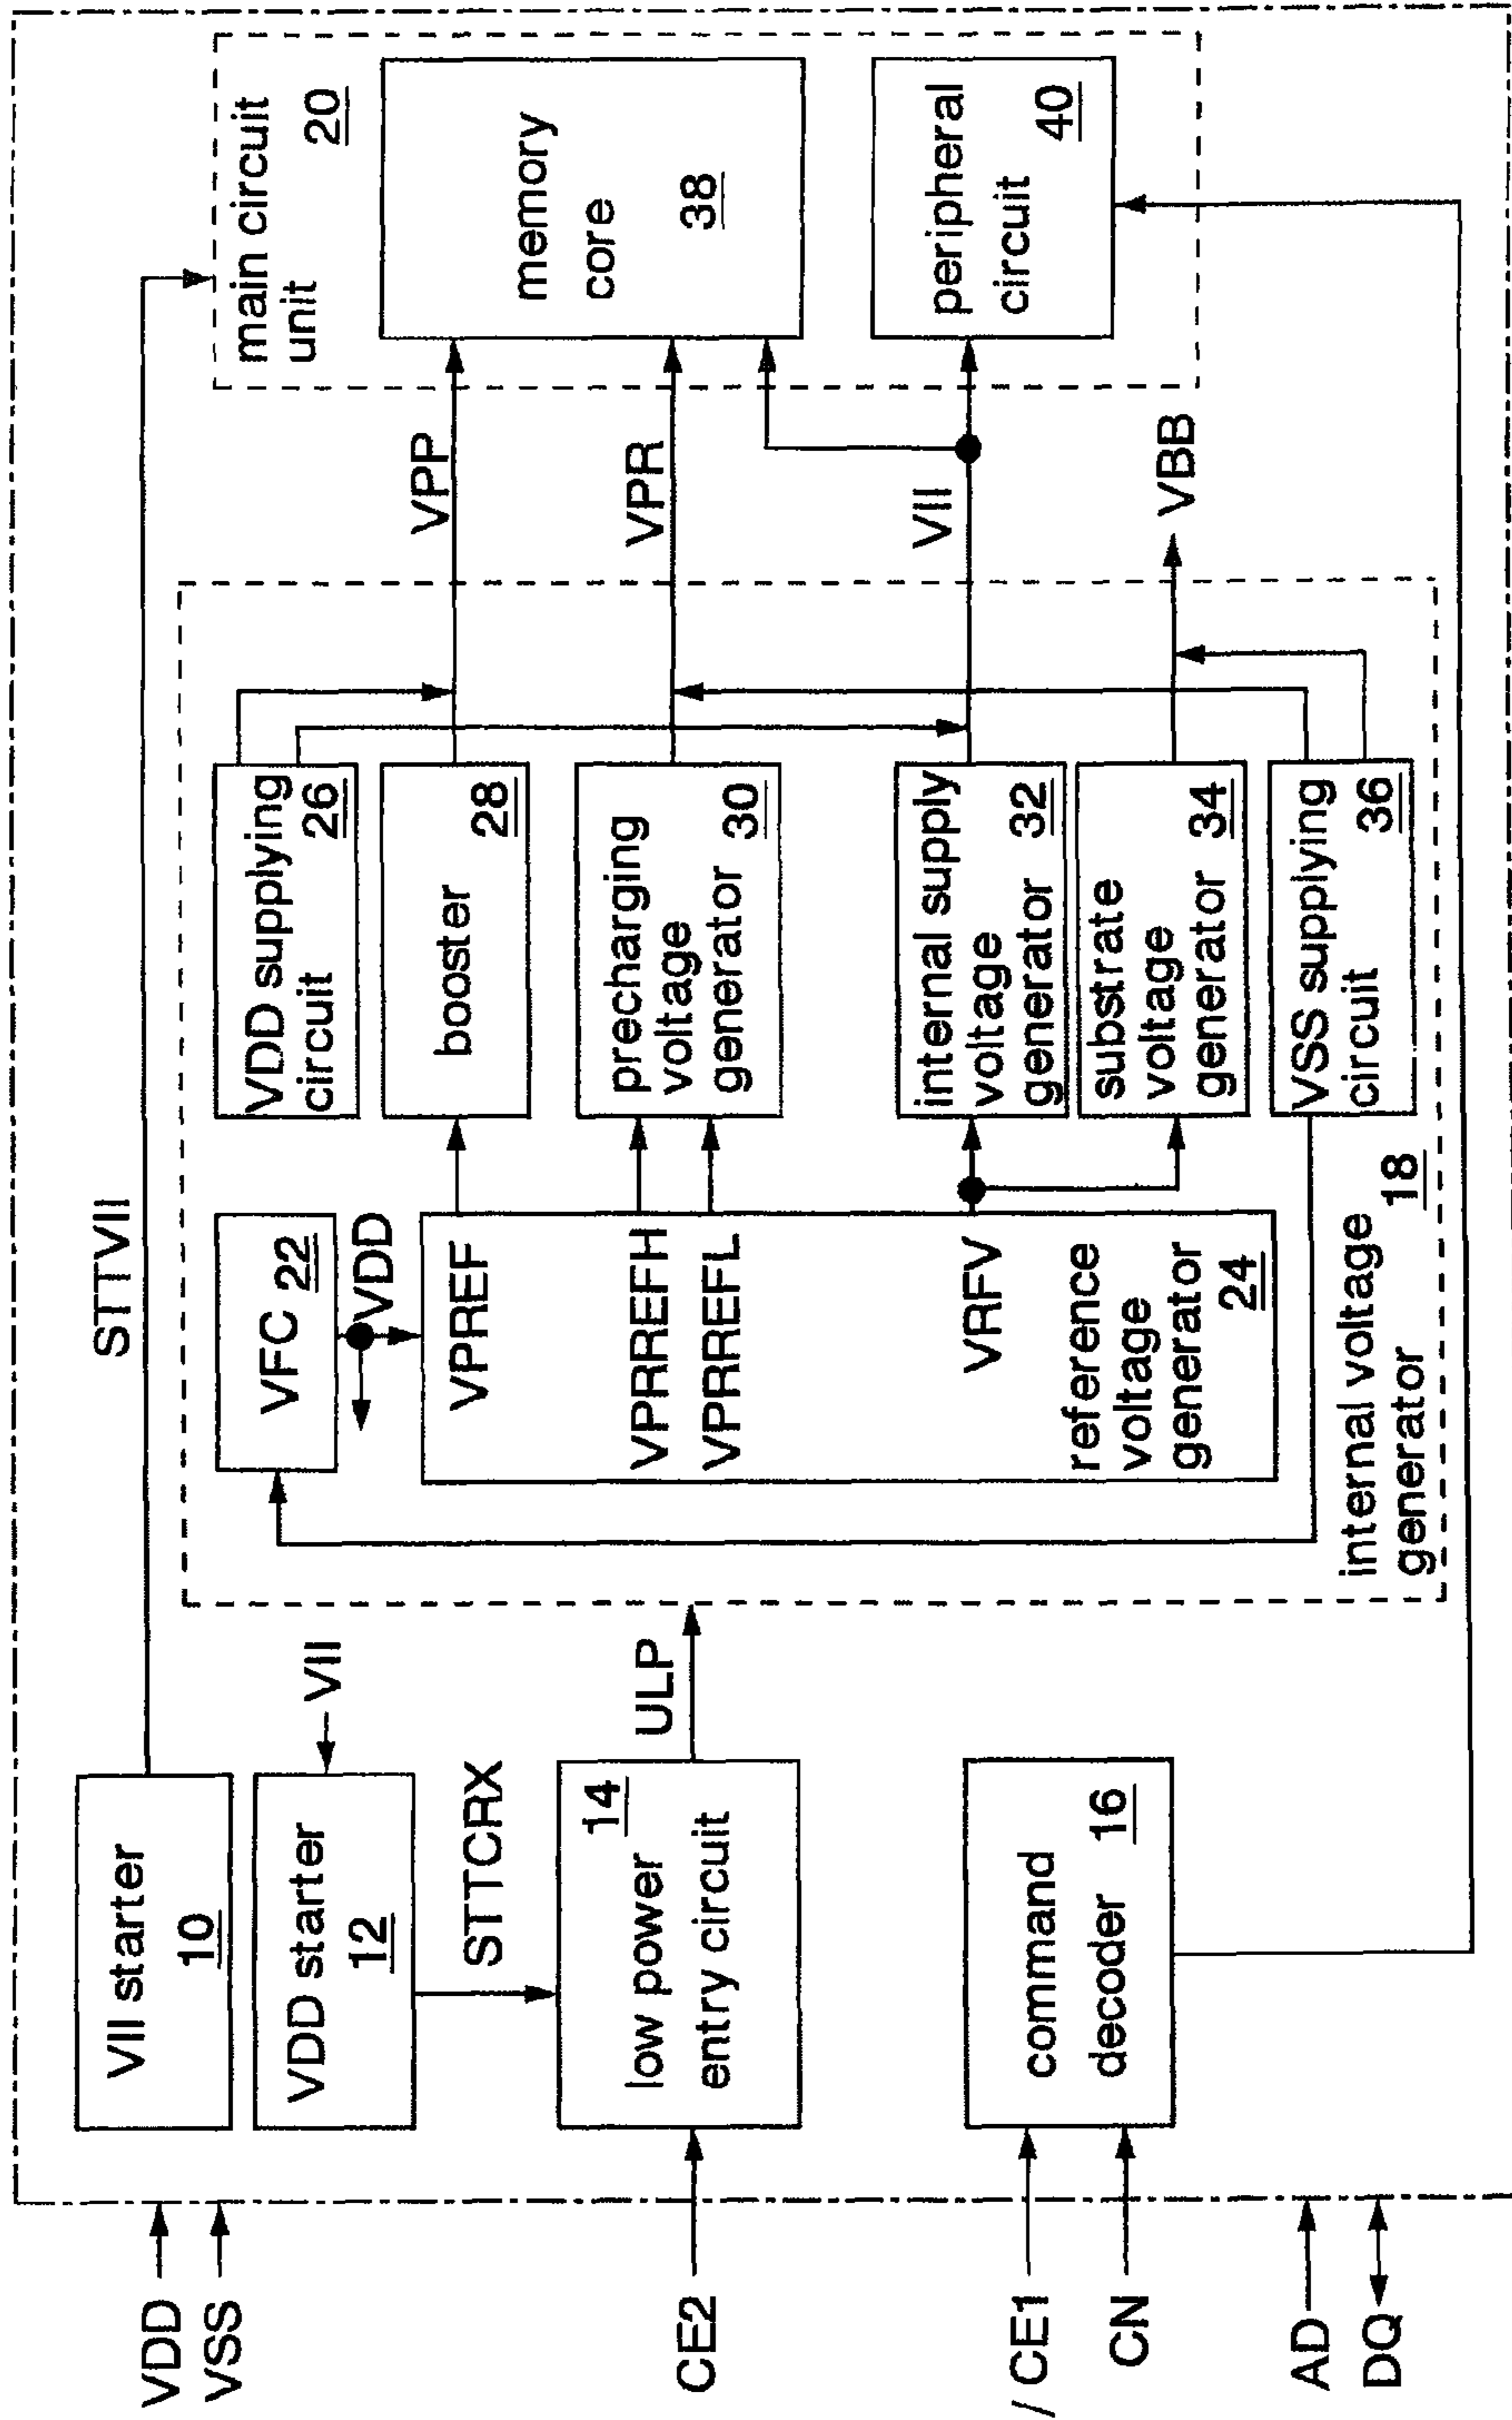 VDD
VSS
CE2
/ CE1
CN
AD
DQ
VII starter
10
VDD starter
12
VII
STTCRX
14
low power
entry circuit
ULP
command
decoder 16
STTVII
VFC 22
VDD
VPREF
VPRREFH
VPRREFL
VRFV
reference
voltage
generator
24
internal voltage
generator 18
VDD supplying
circuit 26
booster 28
precharging
voltage
generator 30
internal supply
voltage
generator 32
substrate
voltage
generator 34
VSS supplying
circuit 36
VPP
VPR
VII
VBB
main circuit
unit 20
memory
core 38
peripheral
circuit 40